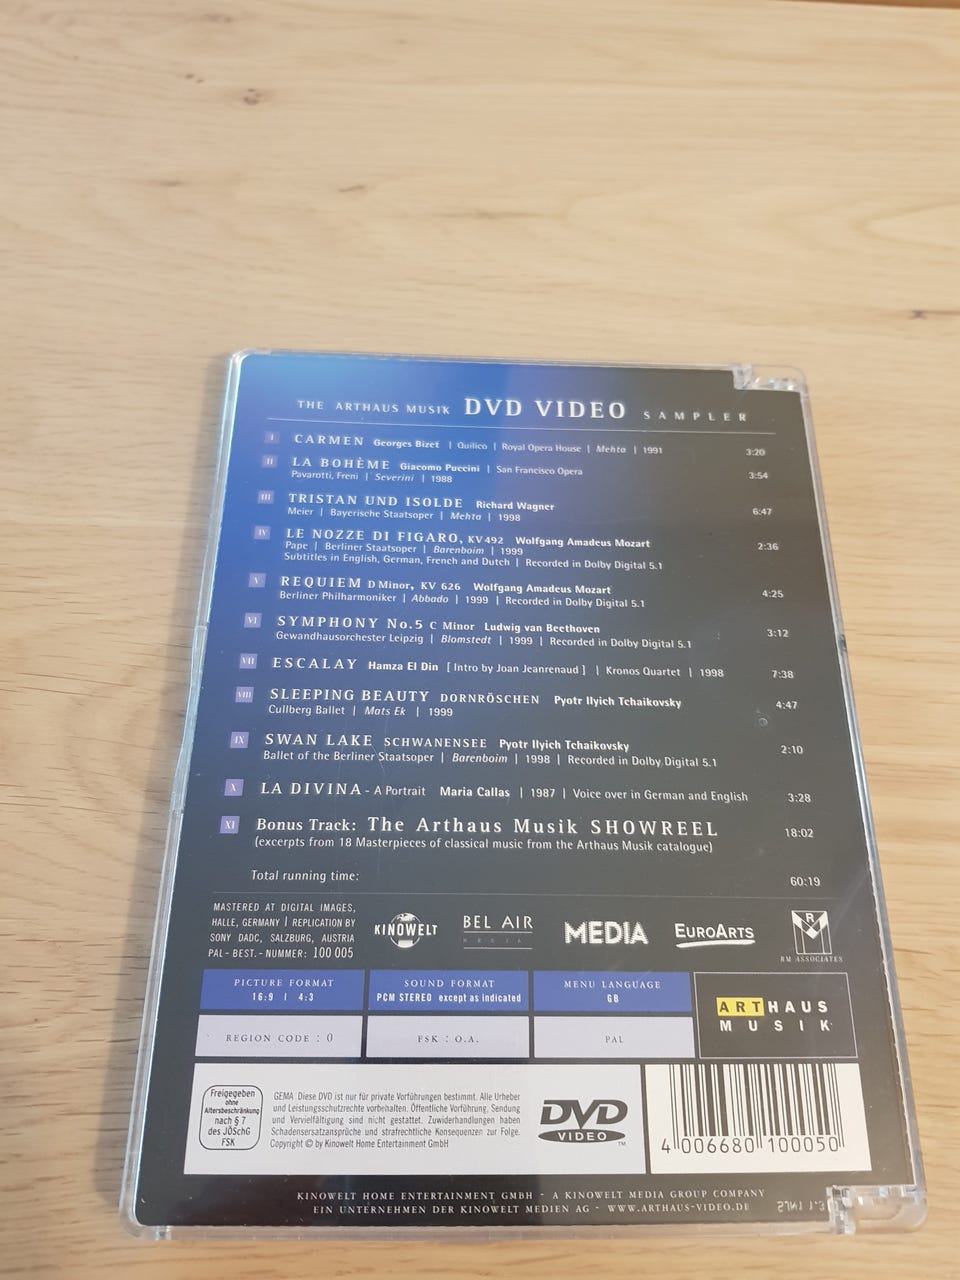 THE ARTHAUS MUSIK DVD VIDEO SAMPLER
I CARMEN Georges Bizet | Quilico | Royal Opera House | Mehta | 1991 3:20
II LA BOHÈME Giacomo Puccini | San Francisco Opera 3:54
Pavarotti, Freni | Severini | 1988
III TRISTAN UND ISOLDE Richard Wagner 6:47
Meier | Bayerische Staatsoper | Mehta | 1998
IV LE NOZZE DI FIGARO, KV492 Wolfgang Amadeus Mozart 2:36
Pape | Berliner Staatsoper | Barenboim | 1999
Subtitles in English, German, French and Dutch | Recorded in Dolby Digital 5.1
V REQUIEM D Minor, KV 626 Wolfgang Amadeus Mozart 4:25
Berliner Philharmoniker | Abbado | 1999 | Recorded in Dolby Digital 5.1
VI SYMPHONY No.5 C Minor Ludwig van Beethoven 3:12
Gewandhausorchester Leipzig | Blomstedt | 1999 | Recorded in Dolby Digital 5.1
VII ESCALAY Hamza El Din [ Intro by Joan Jeanrenaud ] | Kronos Quartet | 1998 7:38
VIII SLEEPING BEAUTY DORNRÖSCHEN Pyotr Ilyich Tchaikovsky 4:47
Cullberg Ballet | Mats Ek | 1999
IX SWAN LAKE SCHWANENSEE Pyotr Ilyich Tchaikovsky 2:10
Ballet of the Berliner Staatsoper | Barenboim | 1998 | Recorded in Dolby Digital 5.1
X LA DIVINA - A Portrait Maria Callas | 1987 | Voice over in German and English 3:28
XI Bonus Track: The Arthaus Musik SHOWREEL 18:02
(excerpts from 18 Masterpieces of classical music from the Arthaus Musik catalogue)
Total running time: 60:19
MASTERED AT DIGITAL IMAGES,
HALLE, GERMANY | REPLICATION BY
SONY DADC, SALZBURG, AUSTRIA
PAL - BEST. - NUMMER: 100 005
KINOWELT
BEL AIR
MEDIA
MEDIA
EUROARTS
R M
RM ASSOCIATES
PICTURE FORMAT
16:9 | 4:3
SOUND FORMAT
PCM STEREO except as indicated
MENU LANGUAGE
GB
REGION CODE : 0
FSK : O.A.
PAL
ARTHAUS
MUSIK
Freigegeben
ohne
Altersbeschränkung
nach § 7
des JÖSchG
FSK
GEMA Diese DVD ist nur für private Vorführungen bestimmt. Alle Urheber
und Leistungsschutzrechte vorbehalten. Öffentliche Vorführung, Sendung
und Vervielfältigung sind nicht gestattet. Zuwiderhandlungen haben
Schadensersatzansprüche und strafrechtliche Konsequenzen zur Folge.
Copyright © by Kinowelt Home Entertainment GmbH
DVD
VIDEO
TM
4 006680 100050
KINOWELT HOME ENTERTAINMENT GMBH - A KINOWELT MEDIA GROUP COMPANY
EIN UNTERNEHMEN DER KINOWELT MEDIEN AG - WWW.ARTHAUS-VIDEO.DE